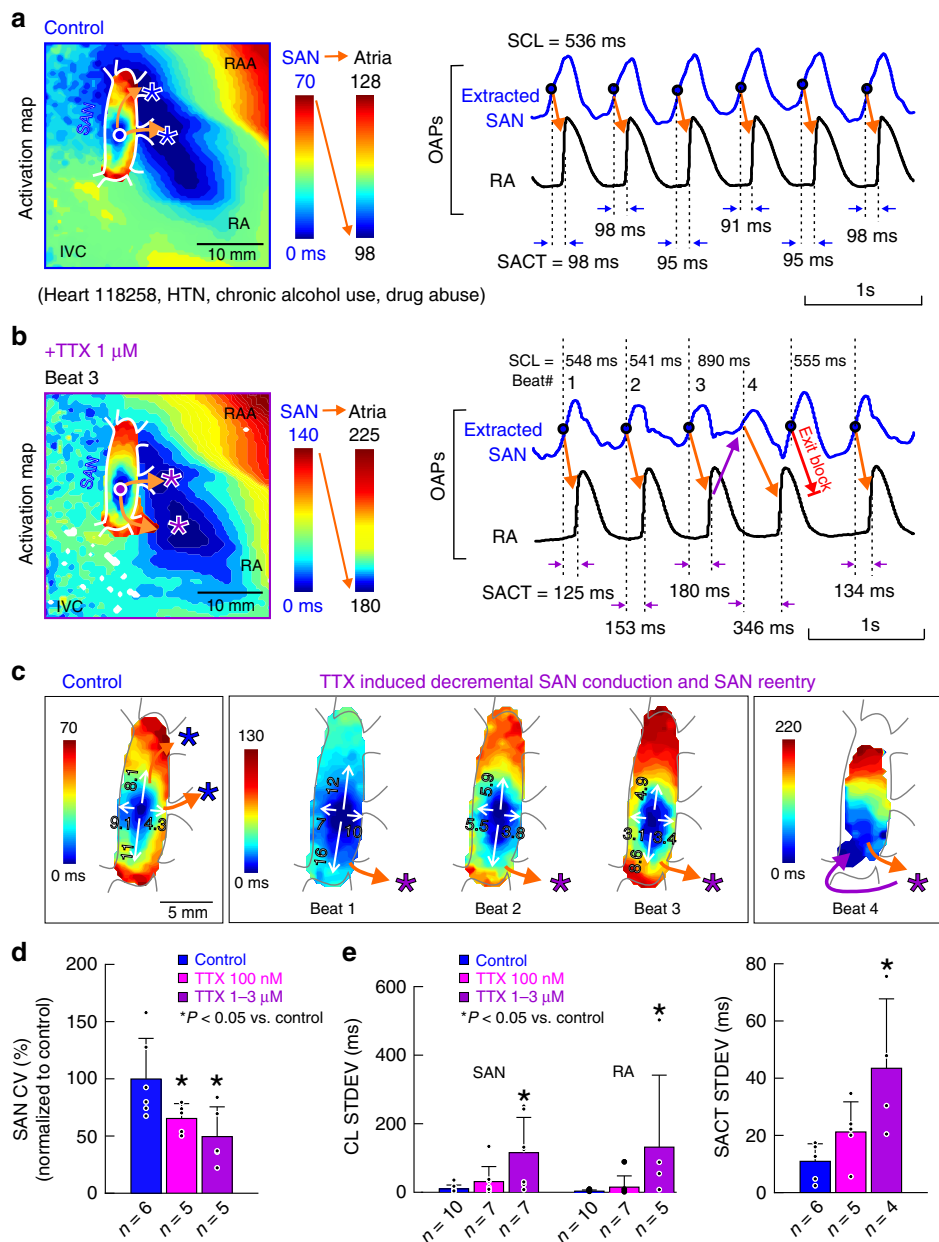 a
Control
Activation map
RAA
SAN
RA
IVC
10 mm
SAN
Atria
70
128
0 ms
98
SCL = 536 ms
OAPs
Extracted
SAN
RA
98 ms
91 ms
98 ms
SACT = 98 ms
95 ms
95 ms
1s
(Heart 118258, HTN, chronic alcohol use, drug abuse)
b
+TTX 1 μM
Beat 3
Activation map
RAA
SAN
RA
IVC
10 mm
SAN
Atria
140
225
0 ms
180
SCL = 548 ms 541 ms 890 ms 555 ms
Beat# 1 2 3 4
OAPs
Extracted
SAN
Exit block
RA
SACT = 125 ms 180 ms 134 ms
153 ms 346 ms
1s
c
Control
TTX induced decremental SAN conduction and SAN reentry
70
0 ms
8.1
9.1
4.3
11
5 mm
130
0 ms
12
7
10
16
Beat 1
5.9
5.5
3.8
Beat 2
4.9
3.1
3.4
8.6
Beat 3
220
0 ms
Beat 4
d
Control
TTX 100 nM
TTX 1–3 μM
*P < 0.05 vs. control
SAN CV (%)
(normalized to control)
200
150
100
50
0
* *
n = 6
n = 5
n = 5
e
Control
TTX 100 nM
TTX 1–3 μM
*P < 0.05 vs. control
CL STDEV (ms)
600
400
200
0
SAN
RA
* *
n = 10
n = 7
n = 7
n = 10
n = 7
n = 5
SACT STDEV (ms)
80
60
40
20
0
*
n = 6
n = 5
n = 4